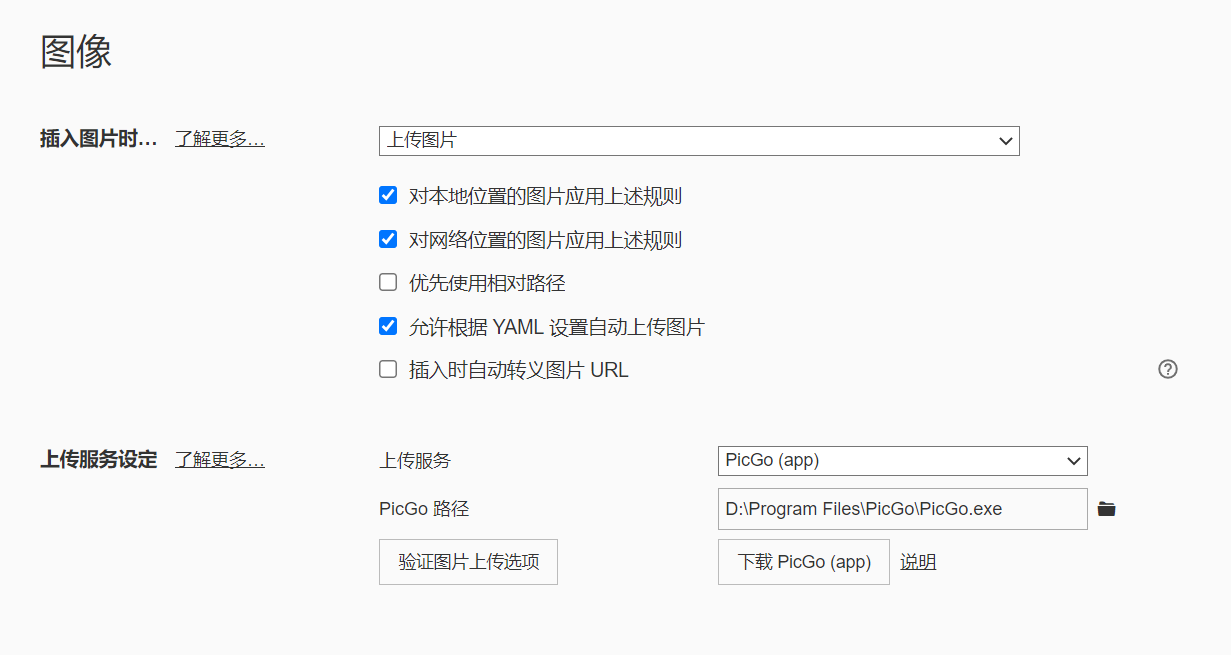 图像
插入图片时… 了解更多… 上传图片
对本地位置的图片应用上述规则
对网络位置的图片应用上述规则
优先使用相对路径
允许根据 YAML 设置自动上传图片
插入时自动转义图片 URL ?
上传服务设定 了解更多… 上传服务 PicGo (app)
PicGo 路径 D:\Program Files\PicGo\PicGo.exe
验证图片上传选项 下载 PicGo (app) 说明